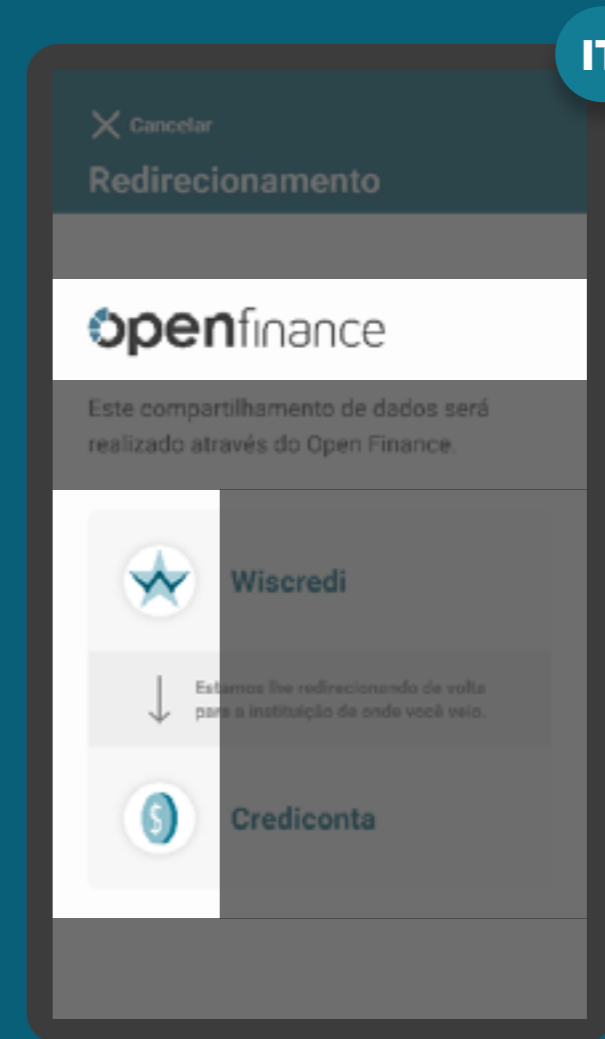 IT
Cancelar
Redirecionamento
openfinance
Este compartilhamento de dados será
realizado através do Open Finance.
Wiscredi
Estamos lhe redirecionando de volta
para a instituição de onde você veio.
$
Crediconta